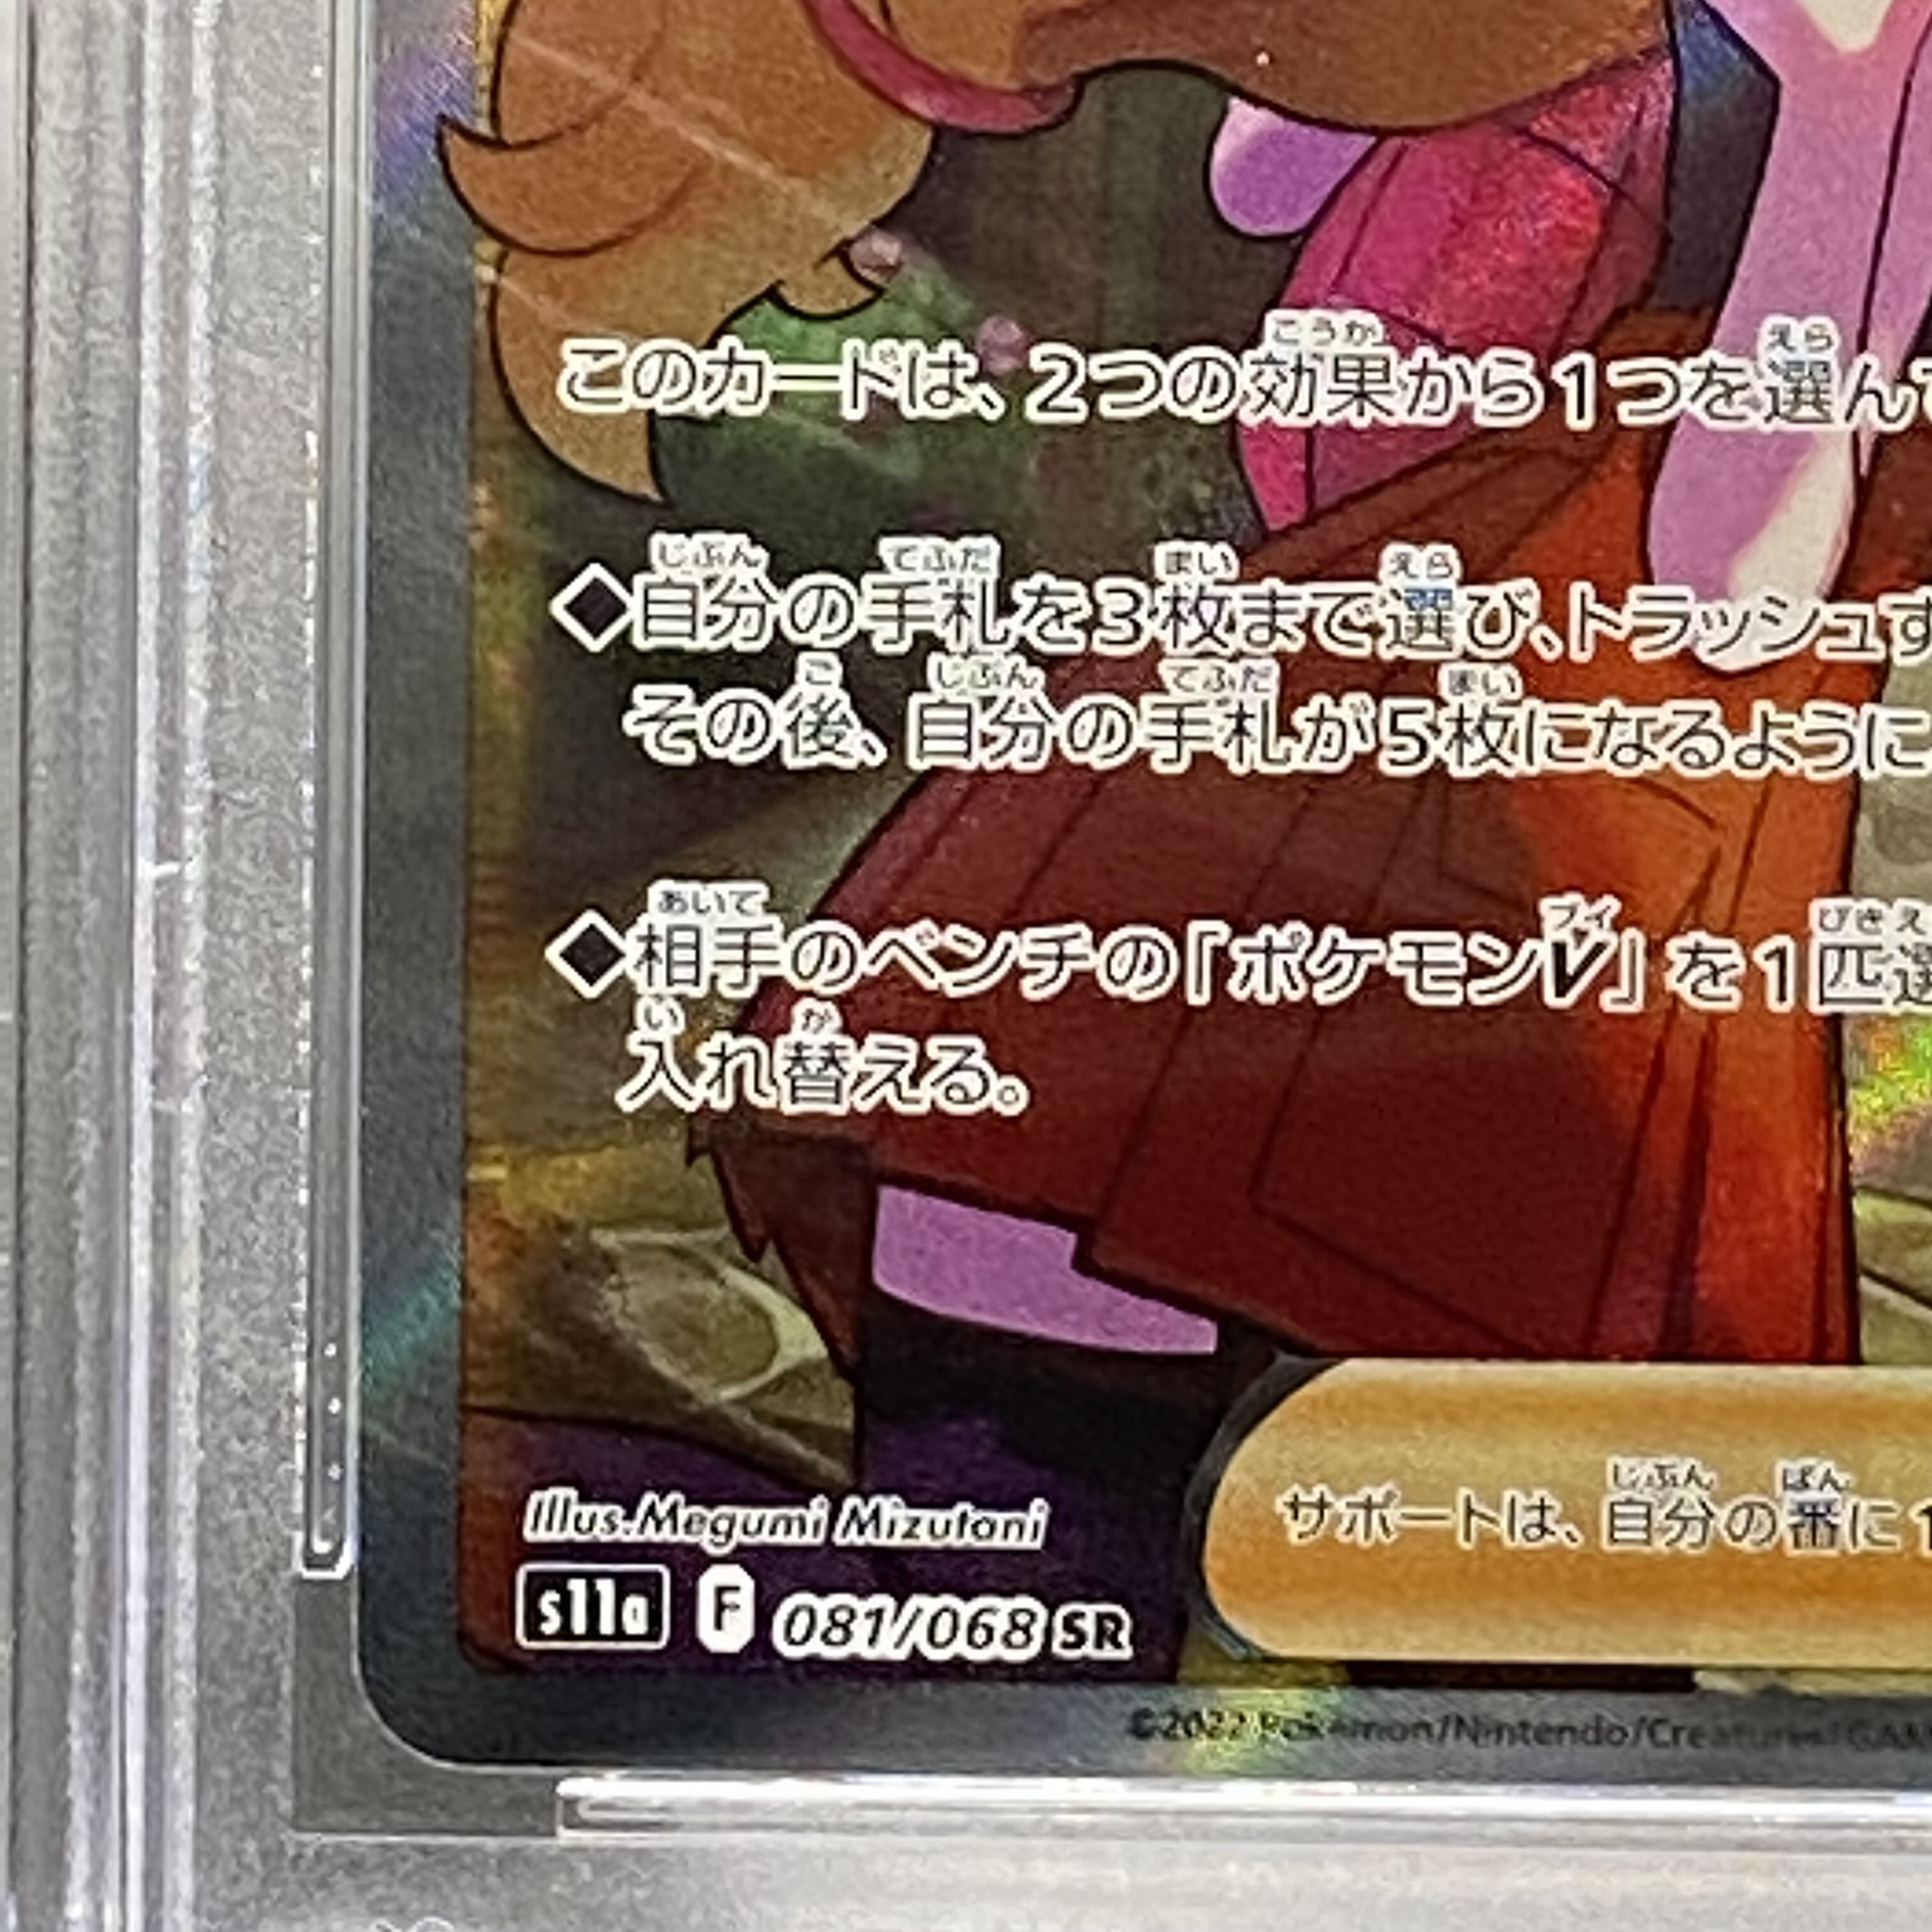 このカードは、2つの効果から1つを選ん
◆自分の手札を3枚まで選び、トラッシュす
その後、自分の手札が5枚になるように
◆相手のベンチの「ポケモンV」を1匹選
入れ替える。
サポートは、自分の番に1
Illus.Megumi Mizutani
s11a F 081/068 SR
©2022 Pokémon/Nintendo/Creatures/GAM